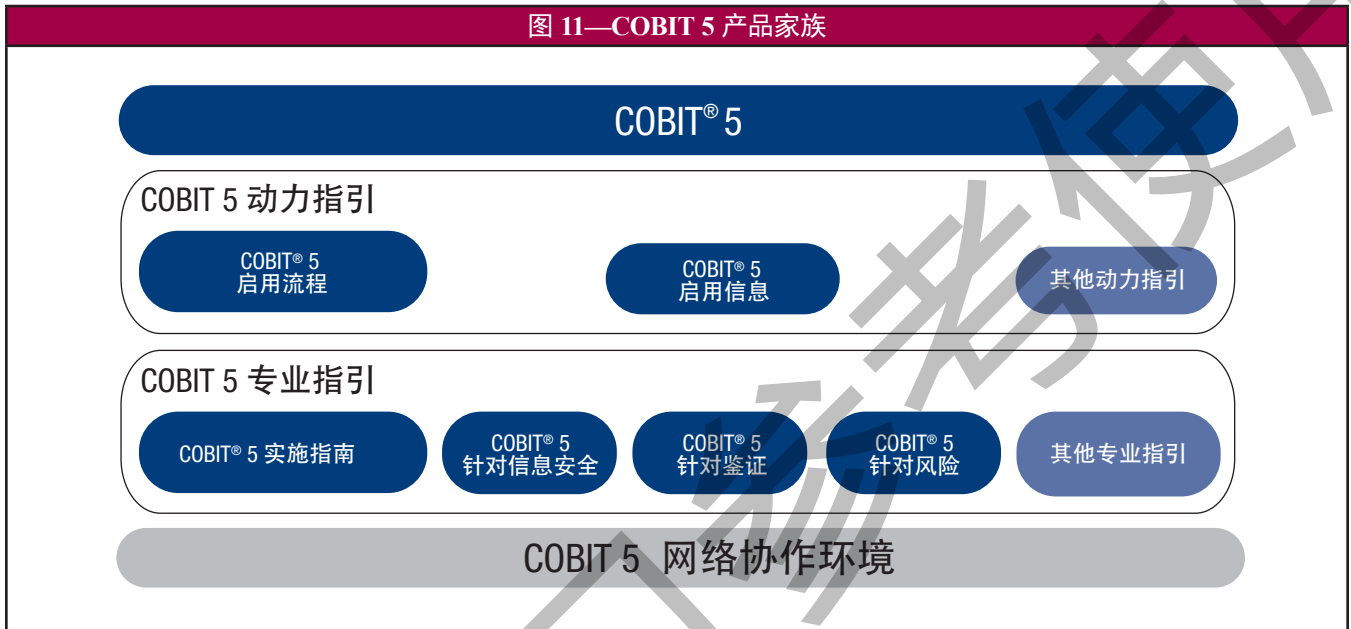 图 11—COBIT 5 产品家族
COBIT® 5
COBIT 5 动力指引
COBIT® 5
启用流程
COBIT® 5
启用信息
其他动力指引
COBIT 5 专业指引
COBIT® 5 实施指南
COBIT® 5
针对信息安全
COBIT® 5
针对鉴证
COBIT® 5
针对风险
其他专业指引
COBIT 5 网络协作环境
参考使